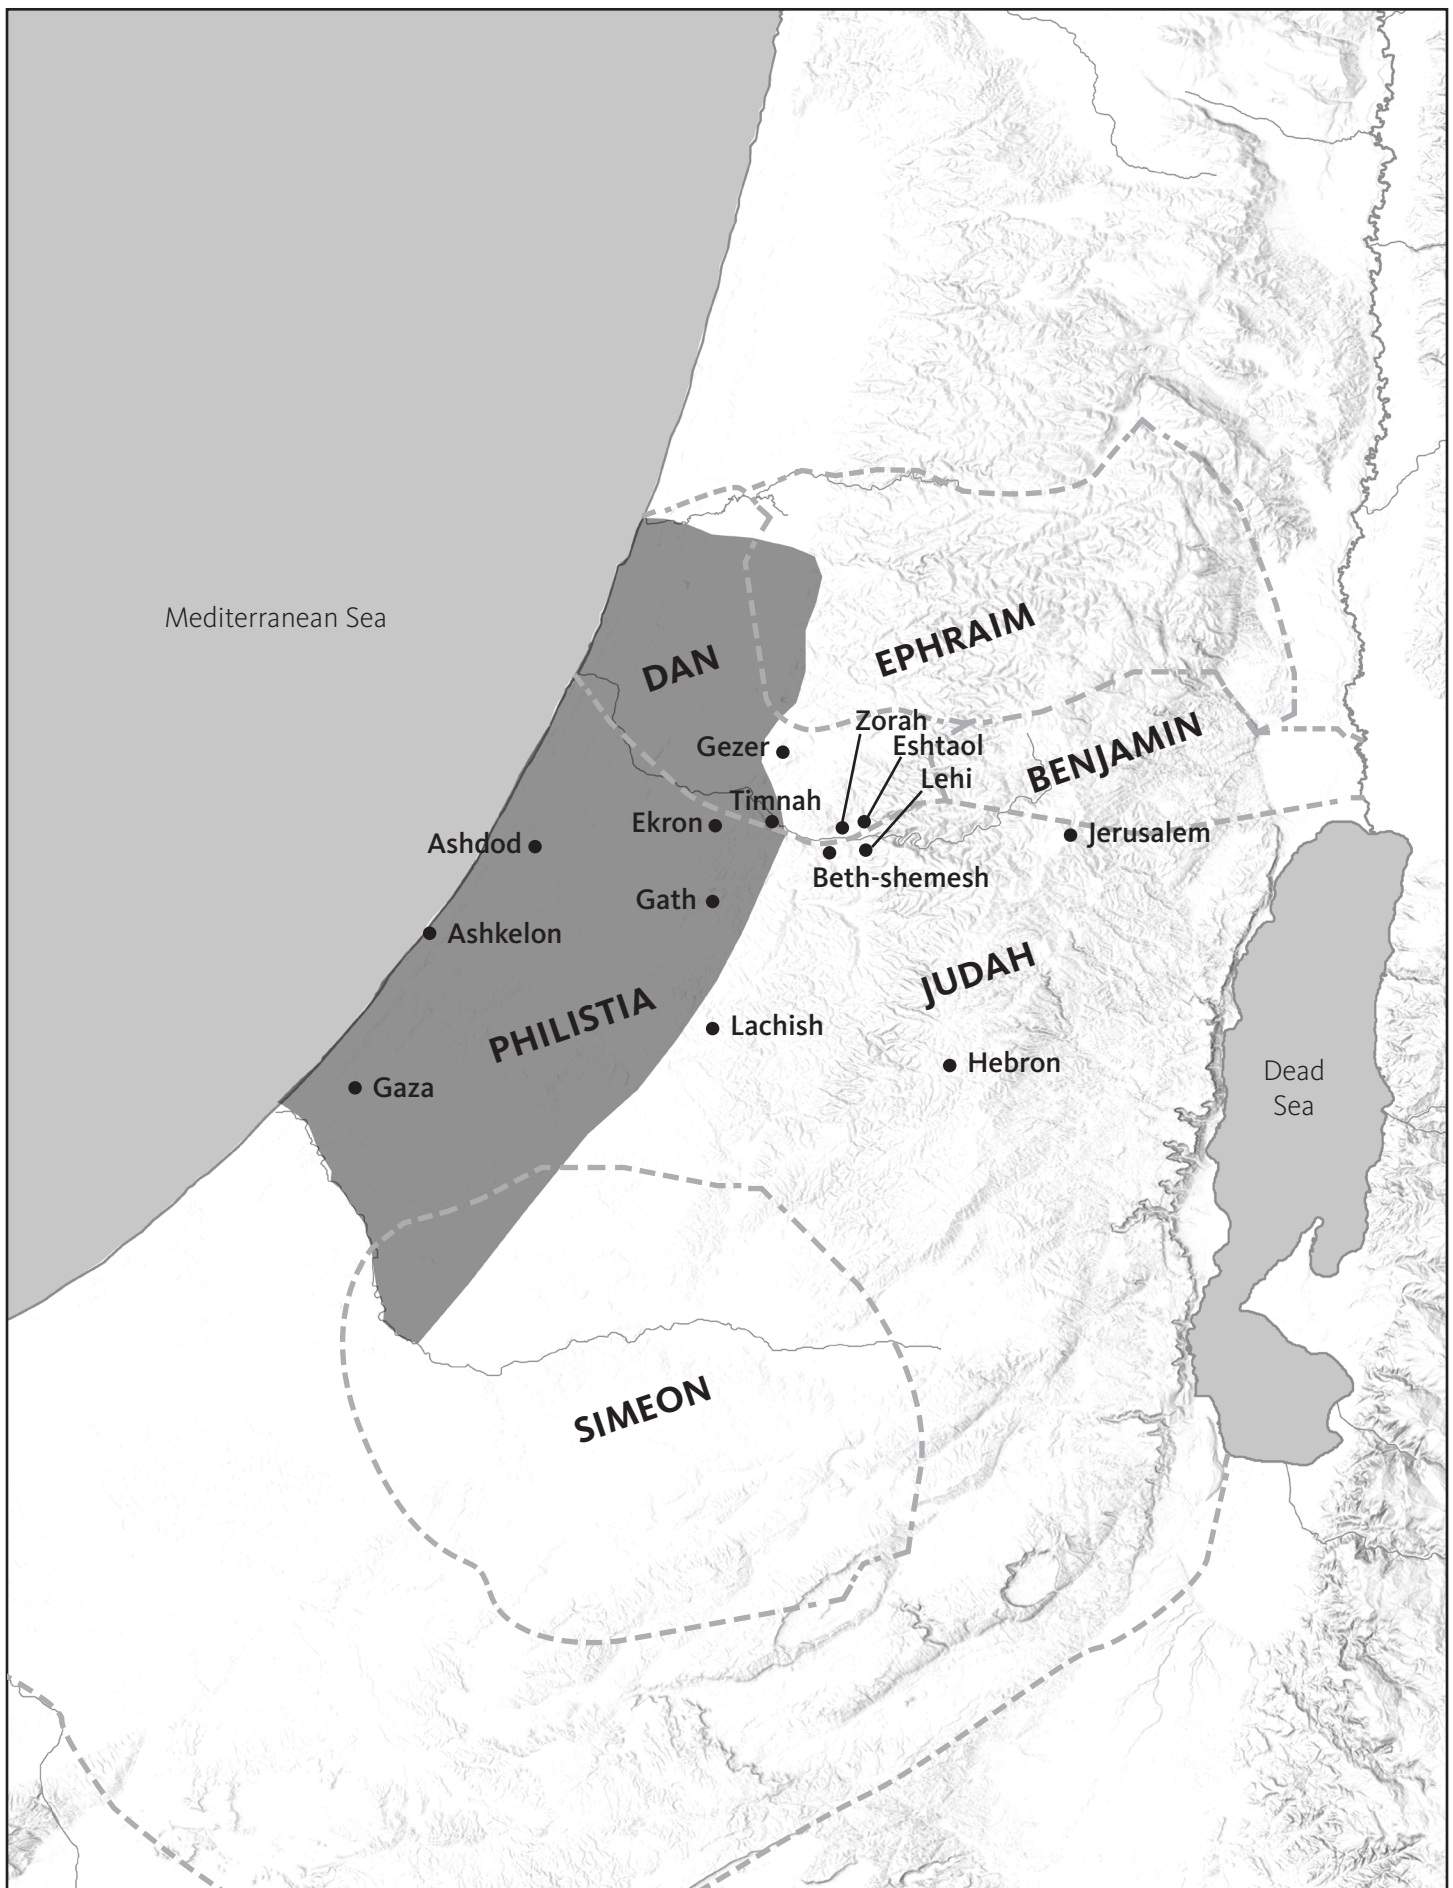 Mediterranean Sea
EPHRAIM
DAN
Zorah
BENJAMIN
Gezer
Eshtaol
Lehi
Timnah
Ekron
Jerusalem
Ashdod
Beth-shemesh
Gath
Ashkelon
JUDAH
PHILISTIA
Lachish
Hebron
Dead
Sea
Gaza
SIMEON